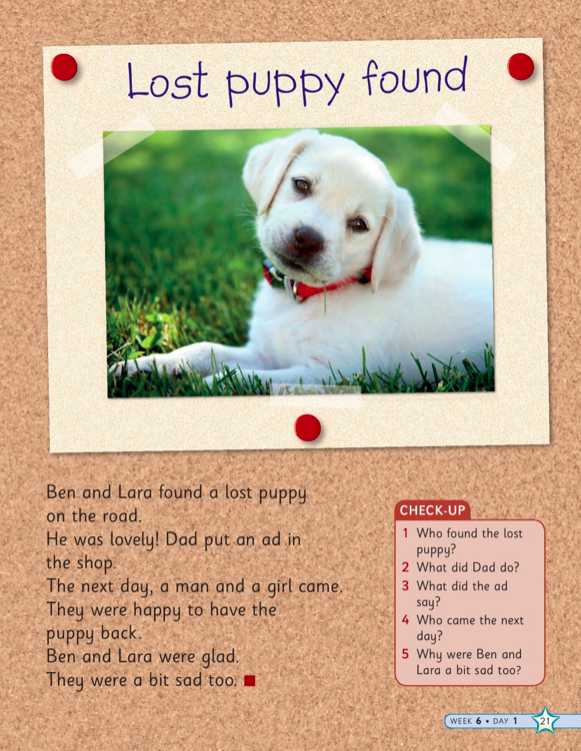 Lost puppy found
Ben and Lara found a lost puppy
on the road.
He was lovely! Dad put an ad in
the shop.
The next day, a man and a girl came.
They were happy to have the
puppy back.
Ben and Lara were glad.
They were a bit sad too.
CHECK-UP
1 Who found the lost
puppy?
2 What did Dad do?
3 What did the ad
say?
4 Who came the next
day?
5 Why were Ben and
Lara a bit sad too?
WEEK 6 • DAY 1 21